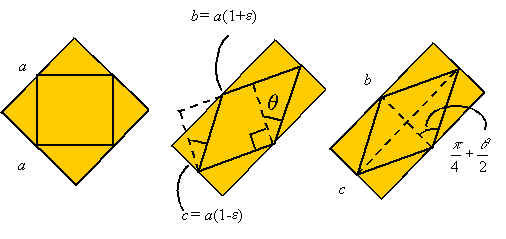 b = a(1+ε)
a
θ
b
a
π/4 + θ/2
c
c = a(1-ε)